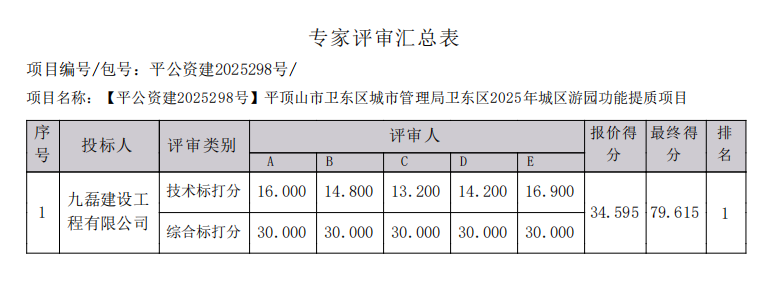 专家评审汇总表
项目编号/包号：平公资建2025298号/
项目名称：【平公资建2025298号】平顶山市卫东区城市管理局卫东区2025年城区游园功能提质项目
序号 投标人 评审类别 评审人 报价得分 最终得分 排名
A B C D E
1 九磊建设工程有限公司 技术标打分 16.000 14.800 13.200 14.200 16.900 34.595 79.615 1
综合标打分 30.000 30.000 30.000 30.000 30.000